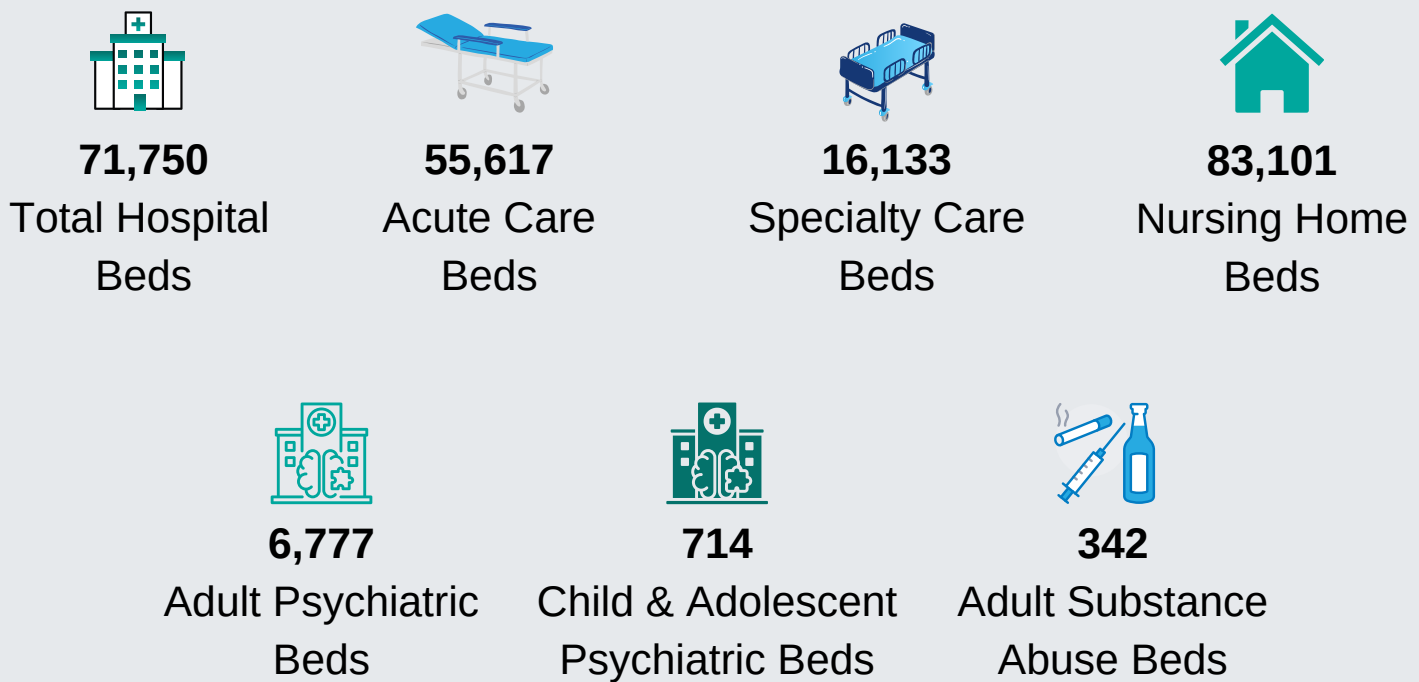 71,750
Total Hospital
Beds
55,617
Acute Care
Beds
16,133
Specialty Care
Beds
83,101
Nursing Home
Beds
6,777
Adult Psychiatric
Beds
714
Child & Adolescent
Psychiatric Beds
342
Adult Substance
Abuse Beds